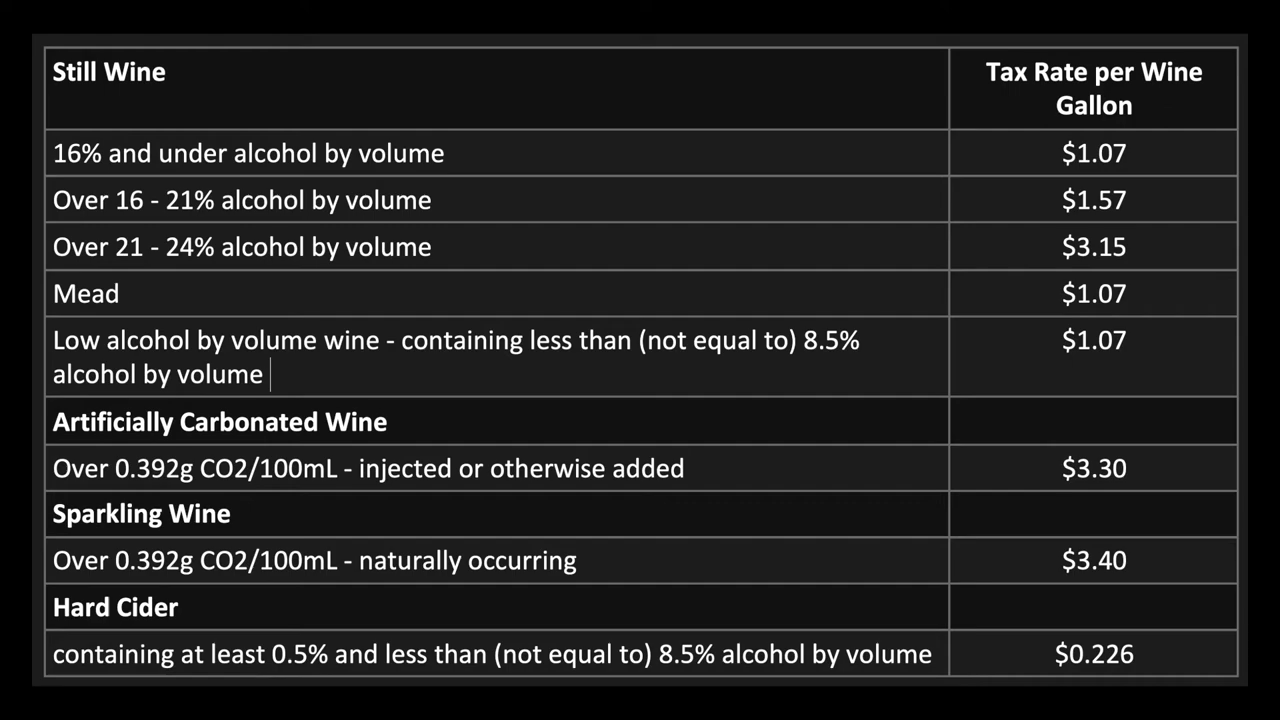 Still Wine
Tax Rate per Wine
Gallon
16% and under alcohol by volume
$1.07
Over 16 - 21% alcohol by volume
$1.57
Over 21 - 24% alcohol by volume
$3.15
Mead
$1.07
Low alcohol by volume wine - containing less than (not equal to) 8.5%
alcohol by volume
$1.07
Artificially Carbonated Wine
Over 0.392g CO2/100mL - injected or otherwise added
$3.30
Sparkling Wine
Over 0.392g CO2/100mL - naturally occurring
$3.40
Hard Cider
containing at least 0.5% and less than (not equal to) 8.5% alcohol by volume
$0.226